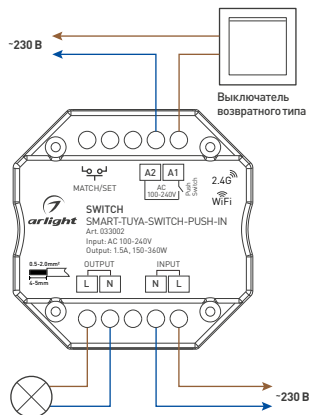 ~230 В
Выключатель
возвратного типа
A2 A1
MATCH/SET
AC
100-240V
Push
Switch
2.4G
WiFi
arlight
SWITCH
SMART-TUYA-SWITCH-PUSH-IN
Art. 033002
Input: AC 100-240V
Output: 1.5A, 150-360W
0.5-2.0mm²
4-5mm
OUTPUT INPUT
L N N L
~230 В